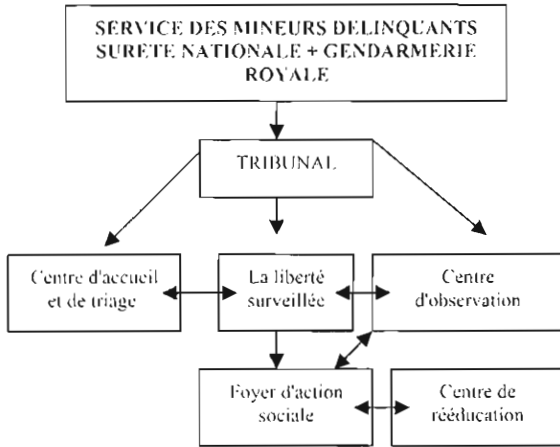 SERVICE DES MINEURS DELINQUANTS
SURETE NATIONALE + GENDARMERIE
ROYALE
TRIBUNAL
Centre d'accueil
et de triage
La liberté
surveillée
Centre
d'observation
Foyer d'action
sociale
Centre de
rééducation